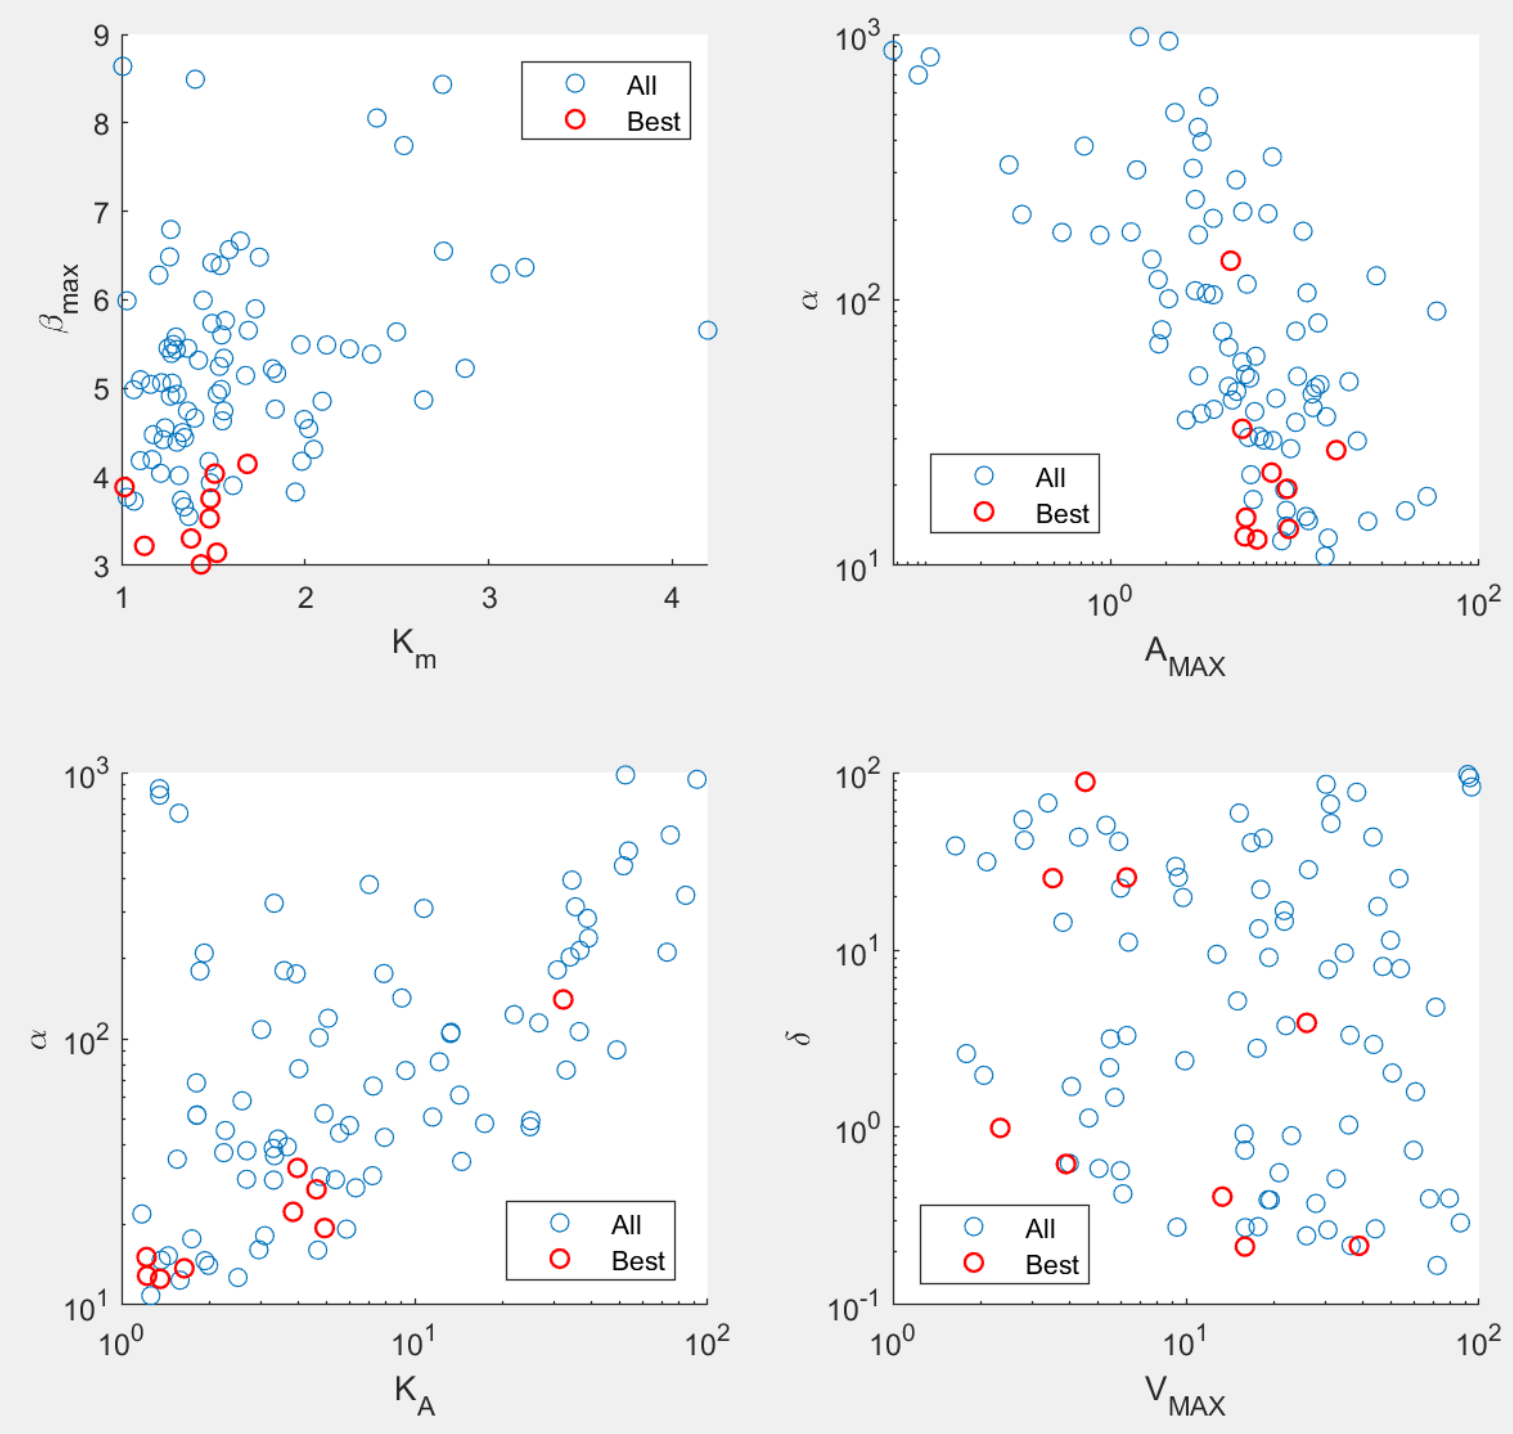 9
8
7
6
5
4
3
β_max
All
Best
1 2 3 4
K_m
10^3
10^2
10^1
α
All
Best
10^0 10^2
A_MAX
10^3
10^2
10^1
α
All
Best
10^0 10^1 10^2
K_A
10^2
10^1
10^0
10^-1
δ
All
Best
10^0 10^1 10^2
V_MAX